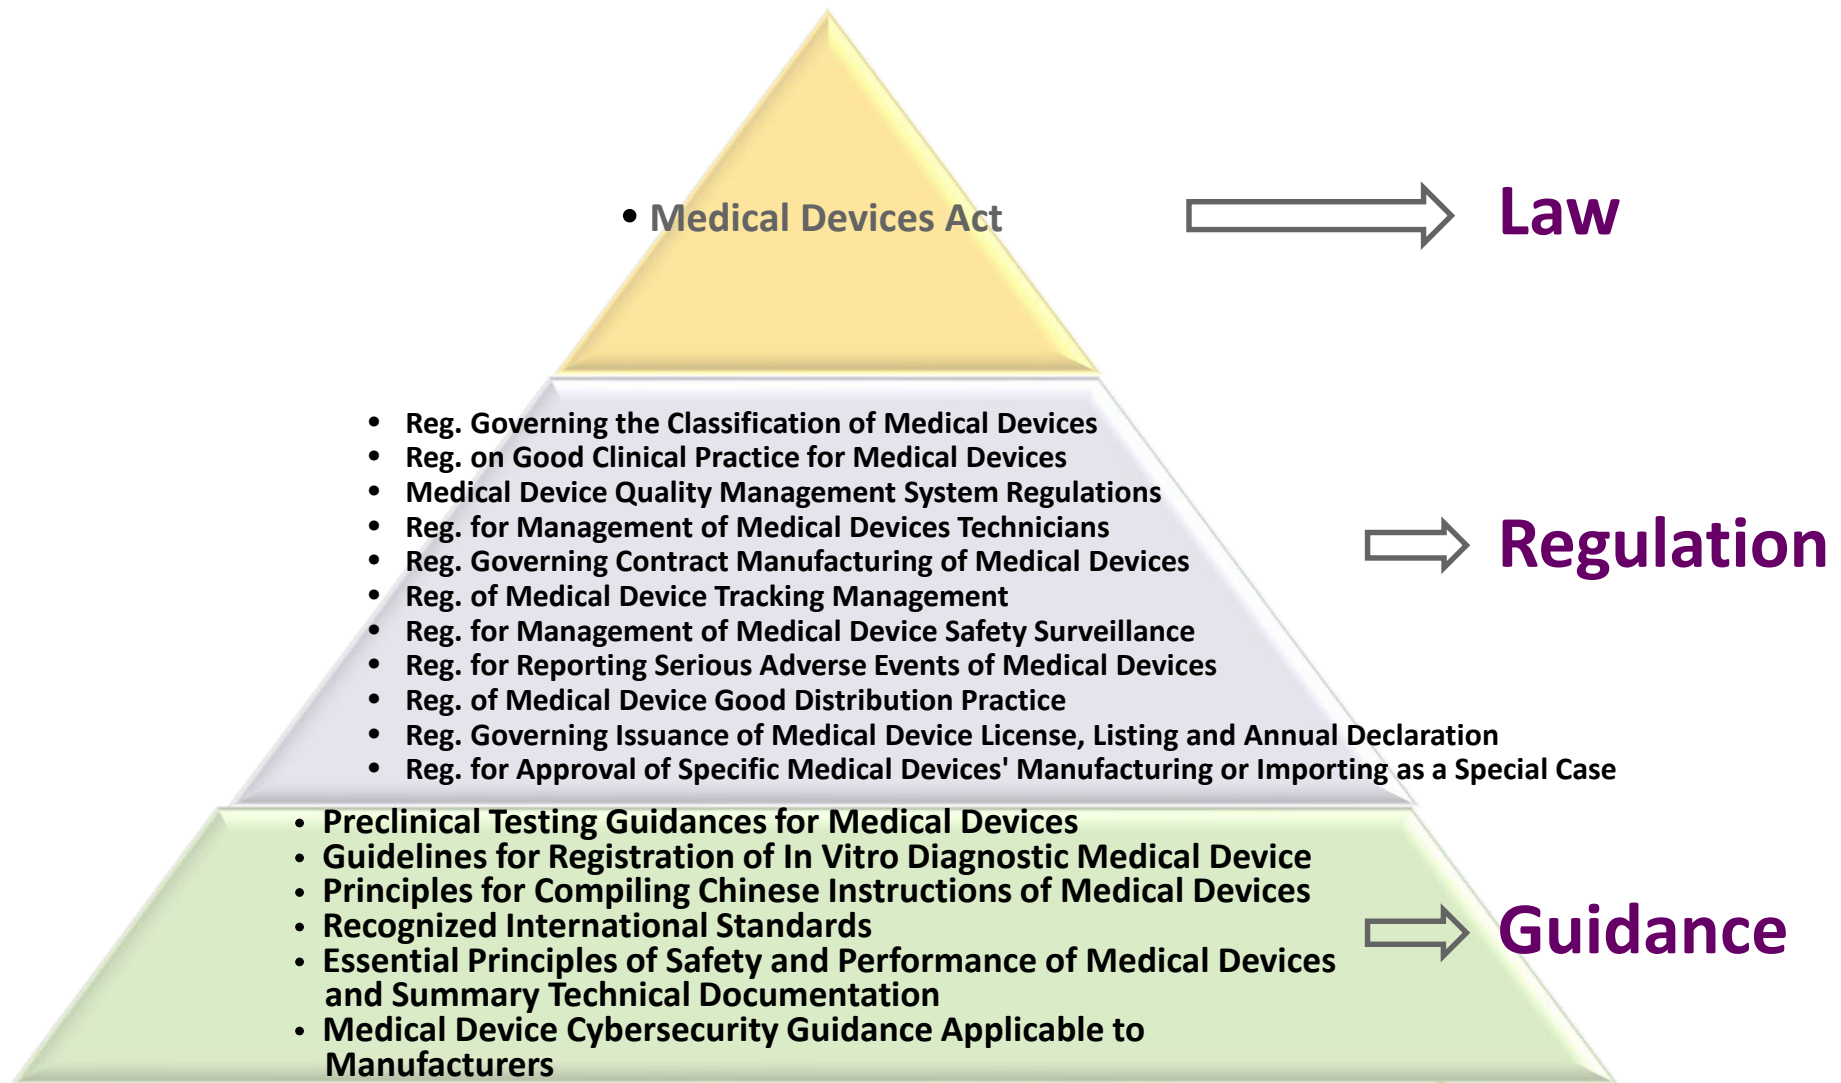 • Medical Devices Act
Law
• Reg. Governing the Classification of Medical Devices
• Reg. on Good Clinical Practice for Medical Devices
• Medical Device Quality Management System Regulations
• Reg. for Management of Medical Devices Technicians
• Reg. Governing Contract Manufacturing of Medical Devices
• Reg. of Medical Device Tracking Management
• Reg. for Management of Medical Device Safety Surveillance
• Reg. for Reporting Serious Adverse Events of Medical Devices
• Reg. of Medical Device Good Distribution Practice
• Reg. Governing Issuance of Medical Device License, Listing and Annual Declaration
• Reg. for Approval of Specific Medical Devices' Manufacturing or Importing as a Special Case
Regulation
• Preclinical Testing Guidances for Medical Devices
• Guidelines for Registration of In Vitro Diagnostic Medical Device
• Principles for Compiling Chinese Instructions of Medical Devices
• Recognized International Standards
• Essential Principles of Safety and Performance of Medical Devices
and Summary Technical Documentation
• Medical Device Cybersecurity Guidance Applicable to
Manufacturers
Guidance